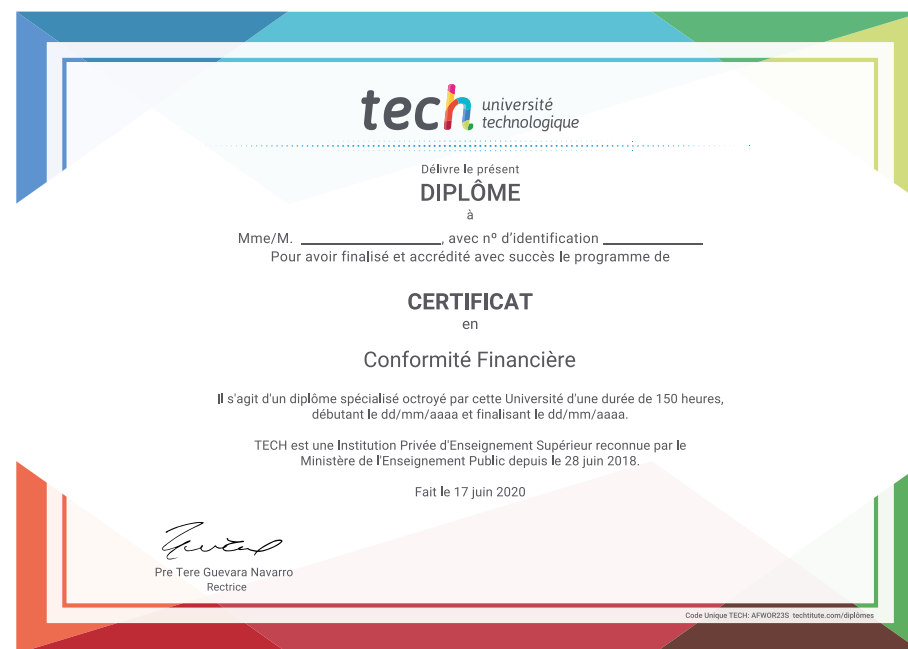 tech université
technologique
Délivre le présent
DIPLÔME
à
Mme/M. ____________________, avec nº d'identification ______________
Pour avoir finalisé et accrédité avec succès le programme de
CERTIFICAT
en
Conformité Financière
Il s'agit d'un diplôme spécialisé octroyé par cette Université d'une durée de 150 heures,
débutant le dd/mm/aaaa et finalisant le dd/mm/aaaa.
TECH est une Institution Privée d'Enseignement Supérieur reconnue par le
Ministère de l'Enseignement Public depuis le 28 juin 2018.
Fait le 17 juin 2020
Pre Tere Guevara Navarro
Rectrice
Code Unique TECH: AFWOR23S techtitute.com/diplômes